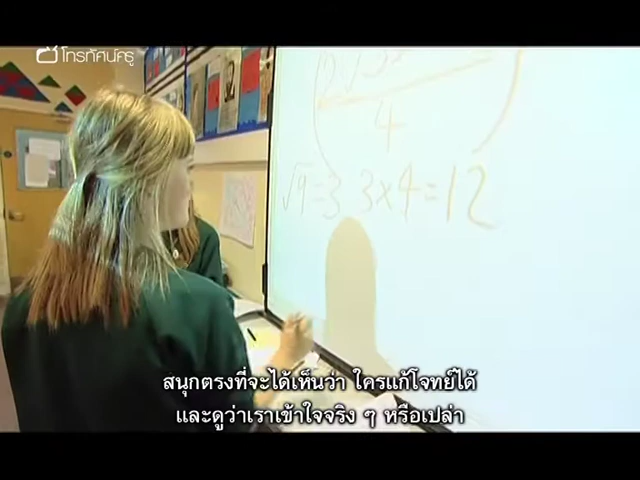 โทรทัศน์ครู
4
√9=3 3x4=12
สนุกตรงที่จะได้เห็นว่า ใครแก้โจทย์ได้
และดูว่าเราเข้าใจจริง ๆ หรือเปล่า